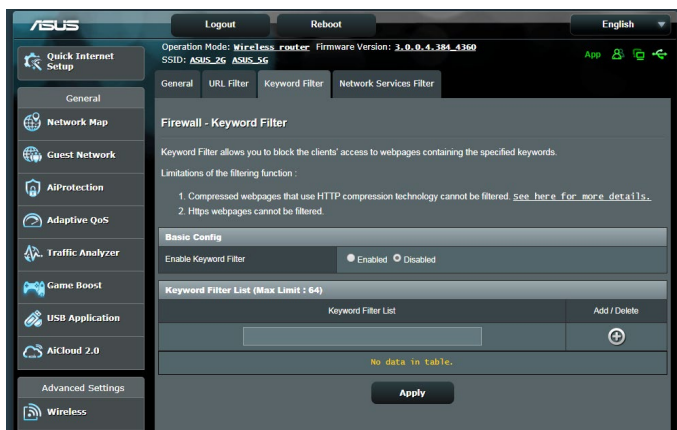 ASUS
Logout
Reboot
English
Quick Internet
Setup
Operation Mode: Wireless router Firmware Version: 3.0.0.4.384_4360
SSID: ASUS_2G ASUS_5G
App
General
URL Filter
Keyword Filter
Network Services Filter
General
Network Map
Guest Network
AiProtection
Adaptive QoS
Traffic Analyzer
Game Boost
USB Application
AiCloud 2.0
Advanced Settings
Wireless
Firewall - Keyword Filter
Keyword Filter allows you to block the clients' access to webpages containing the specified keywords.
Limitations of the filtering function :
1. Compressed webpages that use HTTP compression technology cannot be filtered. See here for more details.
2. Https webpages cannot be filtered.
Basic Config
Enable Keyword Filter
Enabled Disabled
Keyword Filter List (Max Limit : 64)
Keyword Filter List
Add / Delete
No data in table.
Apply